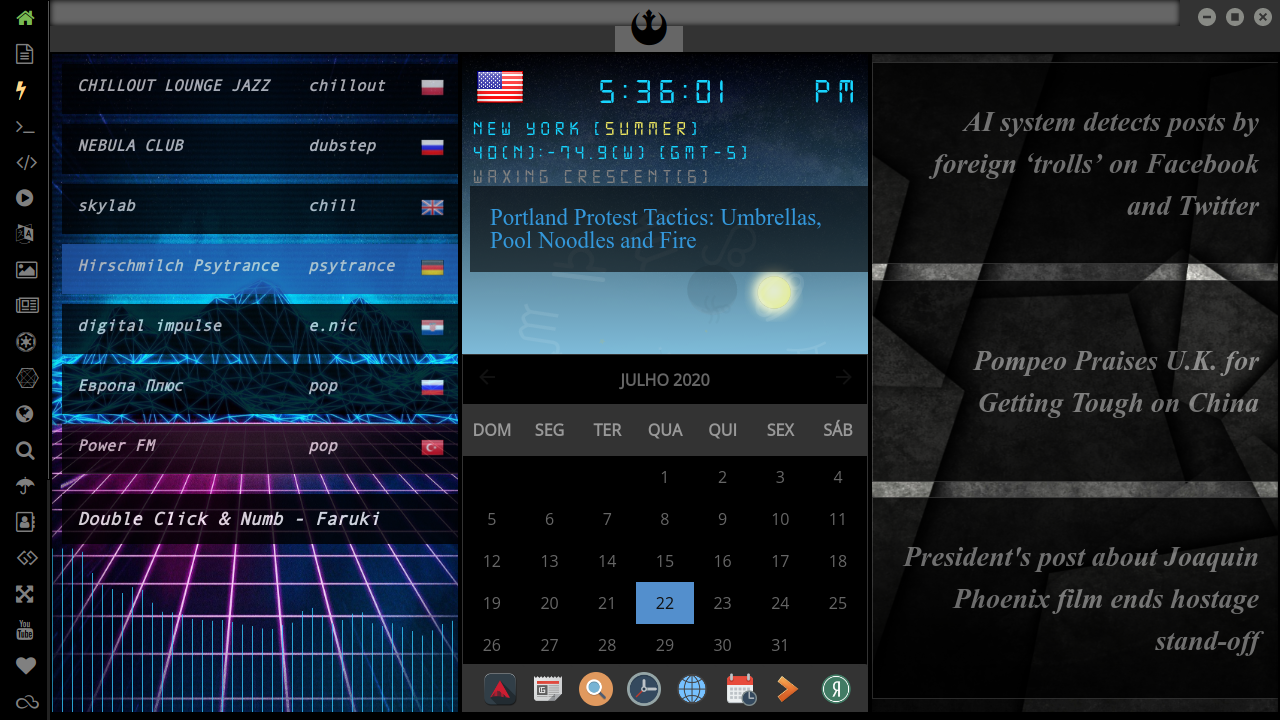 CHILLOUT LOUNGE JAZZ chillout
NEBULA CLUB dubstep
skylab chill
Hirschmilch Psytrance psytrance
digital impulse e.nic
Европа Плюс pop
Power FM pop
Double Click & Numb - Faruki
5:36:01 PM
NEW YORK (SUMMER)
40(N):-74.9(W) (GMT-5)
WAXING CRESCENT(6)
Portland Protest Tactics: Umbrellas,
Pool Noodles and Fire
JULHO 2020
DOM SEG TER QUA QUI SEX SÁB
1 2 3 4
5 6 7 8 9 10 11
12 13 14 15 16 17 18
19 20 21 22 23 24 25
26 27 28 29 30 31
AI system detects posts by
foreign ‘trolls’ on Facebook
and Twitter
Pompeo Praises U.K. for
Getting Tough on China
President's post about Joaquin
Phoenix film ends hostage
stand-off
You
Tube
Я